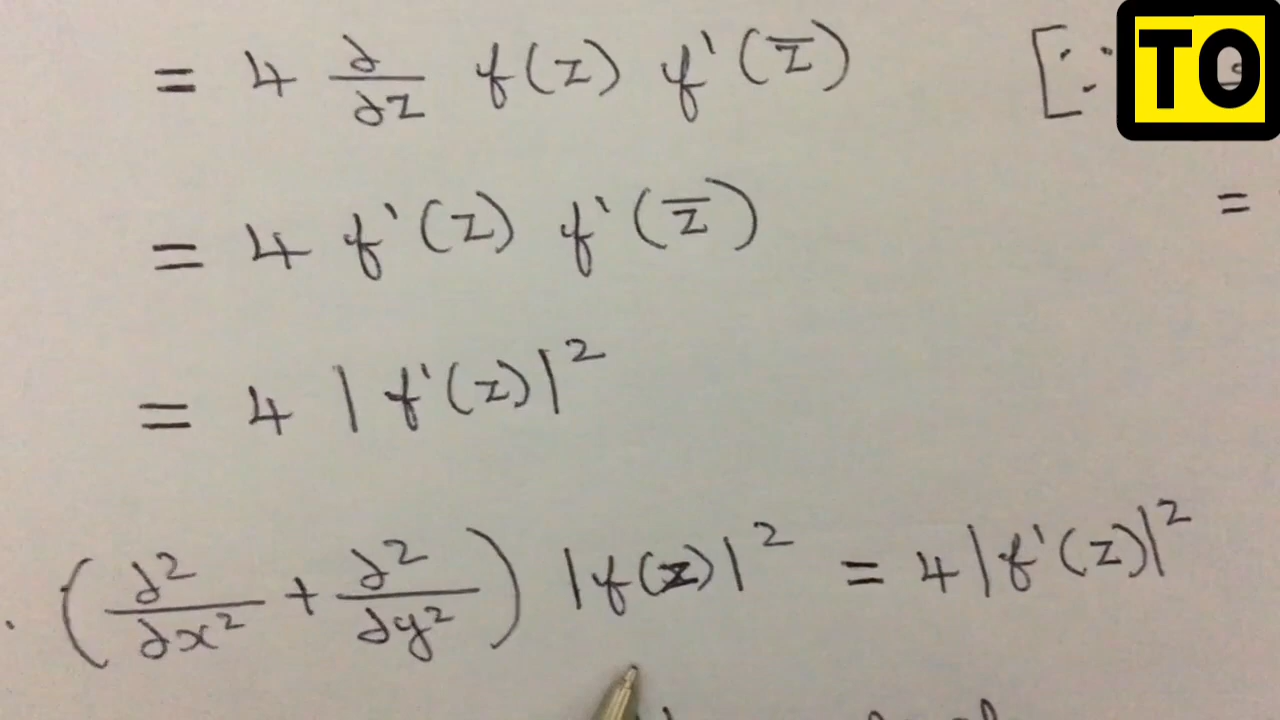 = 4 ∂/∂z f(z) f'(z̅) [∵ TO
= 4 f'(z) f'(z̅) =
= 4 |f'(z)|²
(∂²/∂x² + ∂²/∂y²) |f(z)|² = 4|f'(z)|²